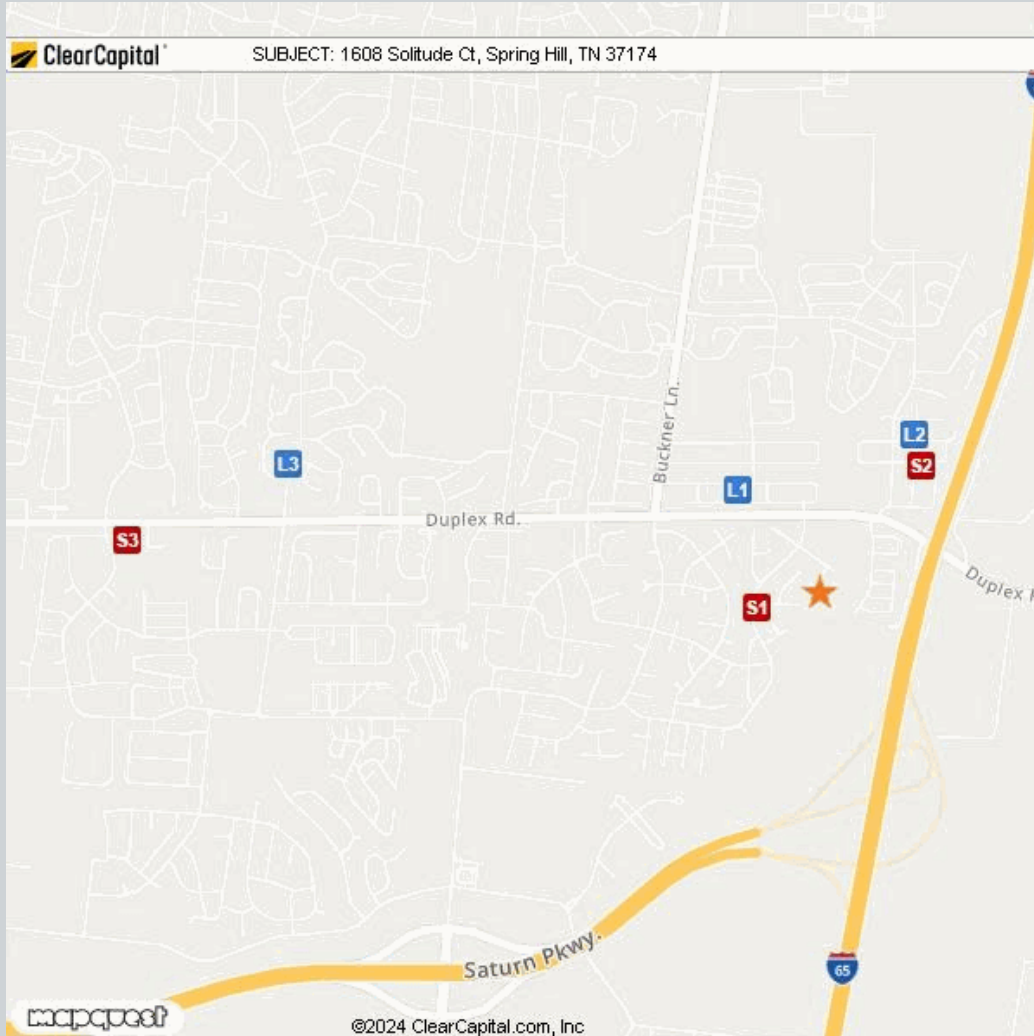 ClearCapital
SUBJECT: 1608 Solitude Ct, Spring Hill, TN 37174
Buckner Ln.
L2
S2
L3
L1
Duplex Rd.
S3
Duplex
S1
Saturn Pkwy.
65
mapquest
©2024 ClearCapital.com, Inc